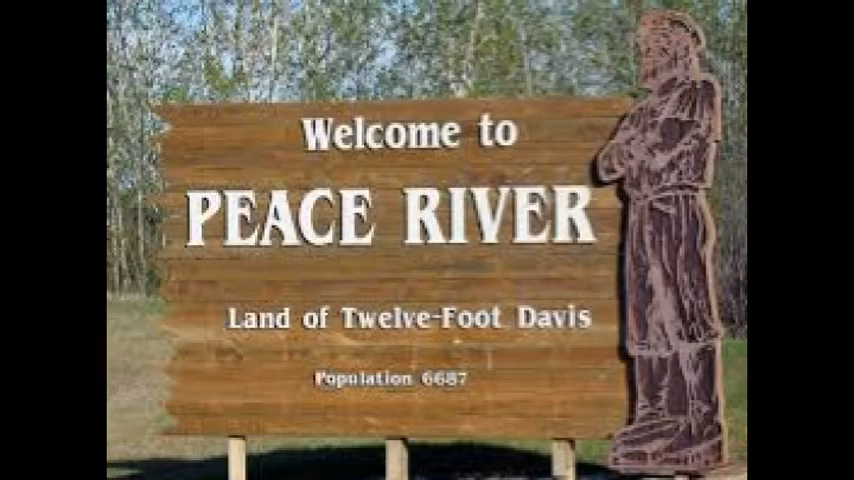 Welcome to
PEACE RIVER
Land of Twelve-Foot Davis
Population 6687